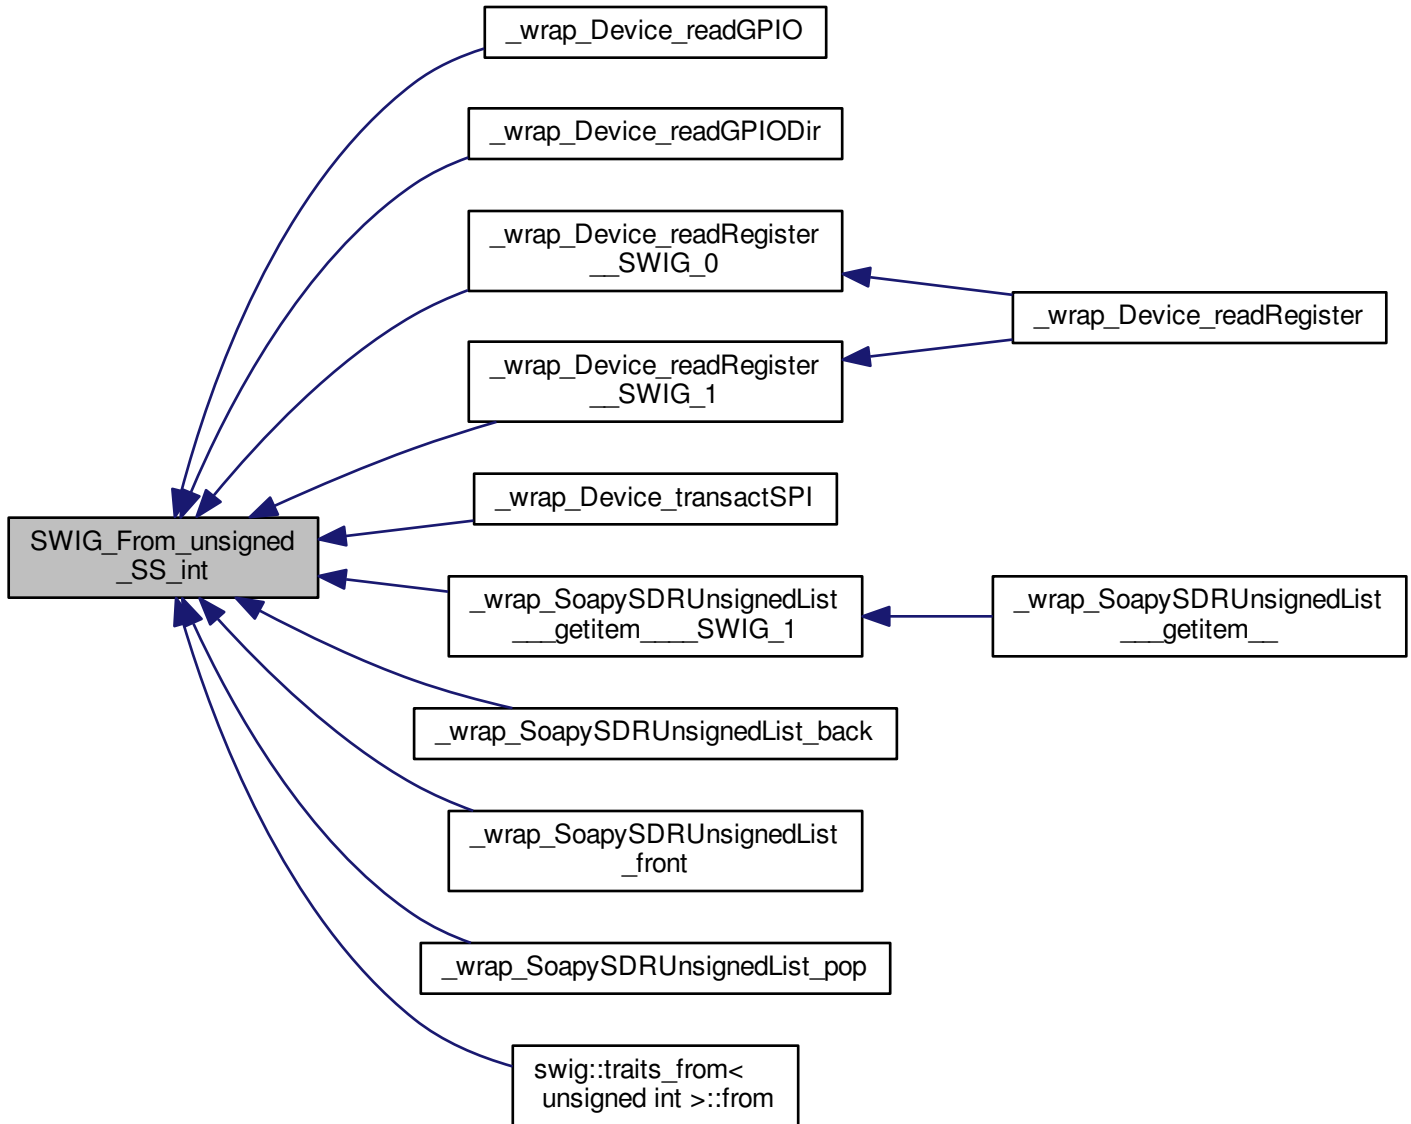 _wrap_Device_readGPIO
_wrap_Device_readGPIODir
_wrap_Device_readRegister
__SWIG_0
_wrap_Device_readRegister
_wrap_Device_readRegister
__SWIG_1
_wrap_Device_transactSPI
SWIG_From_unsigned
_SS_int
_wrap_SoapySDRUnsignedList
___getitem____SWIG_1
_wrap_SoapySDRUnsignedList
___getitem__
_wrap_SoapySDRUnsignedList_back
_wrap_SoapySDRUnsignedList
_front
_wrap_SoapySDRUnsignedList_pop
swig::traits_from<
unsigned int >::from